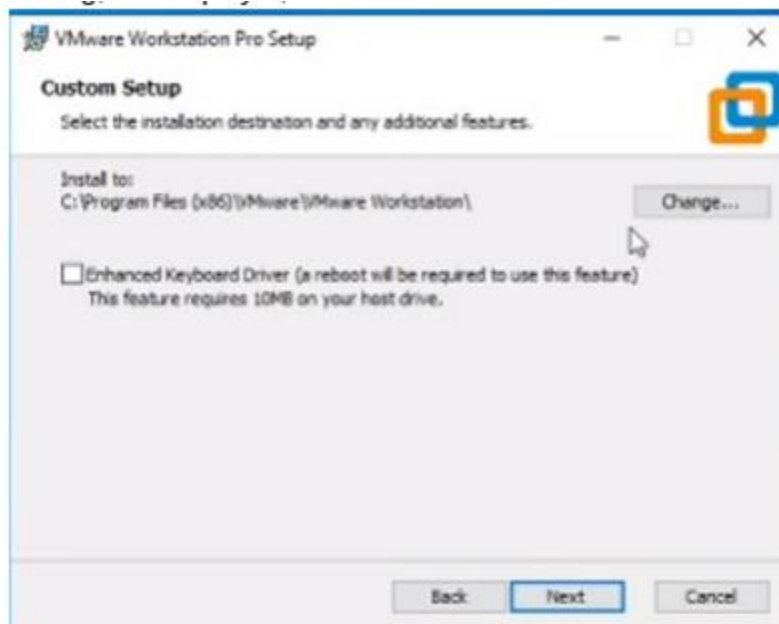 VMware Workstation Pro Setup
Custom Setup
Select the installation destination and any additional features.
Install to:
C:\Program Files (x86)\VMware\VMware Workstation\
Change...
Enhanced Keyboard Driver (a reboot will be required to use this feature)
This feature requires 10MB on your host drive.
Back Next Cancel